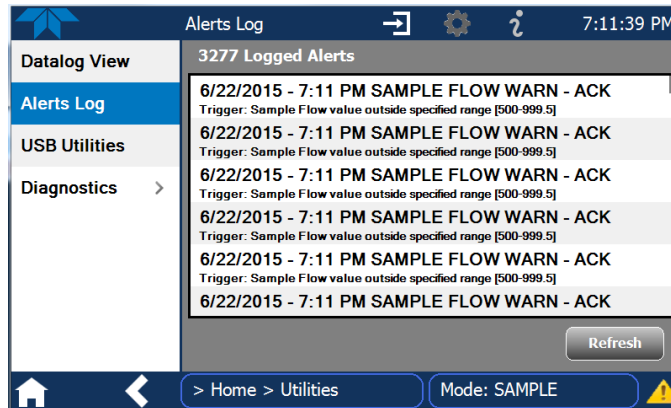 Alerts Log
7:11:39 PM
Datalog View
Alerts Log
USB Utilities
Diagnostics >
3277 Logged Alerts
6/22/2015 - 7:11 PM SAMPLE FLOW WARN - ACK
Trigger: Sample Flow value outside specified range [500-999.5]
6/22/2015 - 7:11 PM SAMPLE FLOW WARN - ACK
Trigger: Sample Flow value outside specified range [500-999.5]
6/22/2015 - 7:11 PM SAMPLE FLOW WARN - ACK
Trigger: Sample Flow value outside specified range [500-999.5]
6/22/2015 - 7:11 PM SAMPLE FLOW WARN - ACK
Trigger: Sample Flow value outside specified range [500-999.5]
6/22/2015 - 7:11 PM SAMPLE FLOW WARN - ACK
Trigger: Sample Flow value outside specified range [500-999.5]
6/22/2015 - 7:11 PM SAMPLE FLOW WARN - ACK
Refresh
> Home > Utilities
Mode: SAMPLE